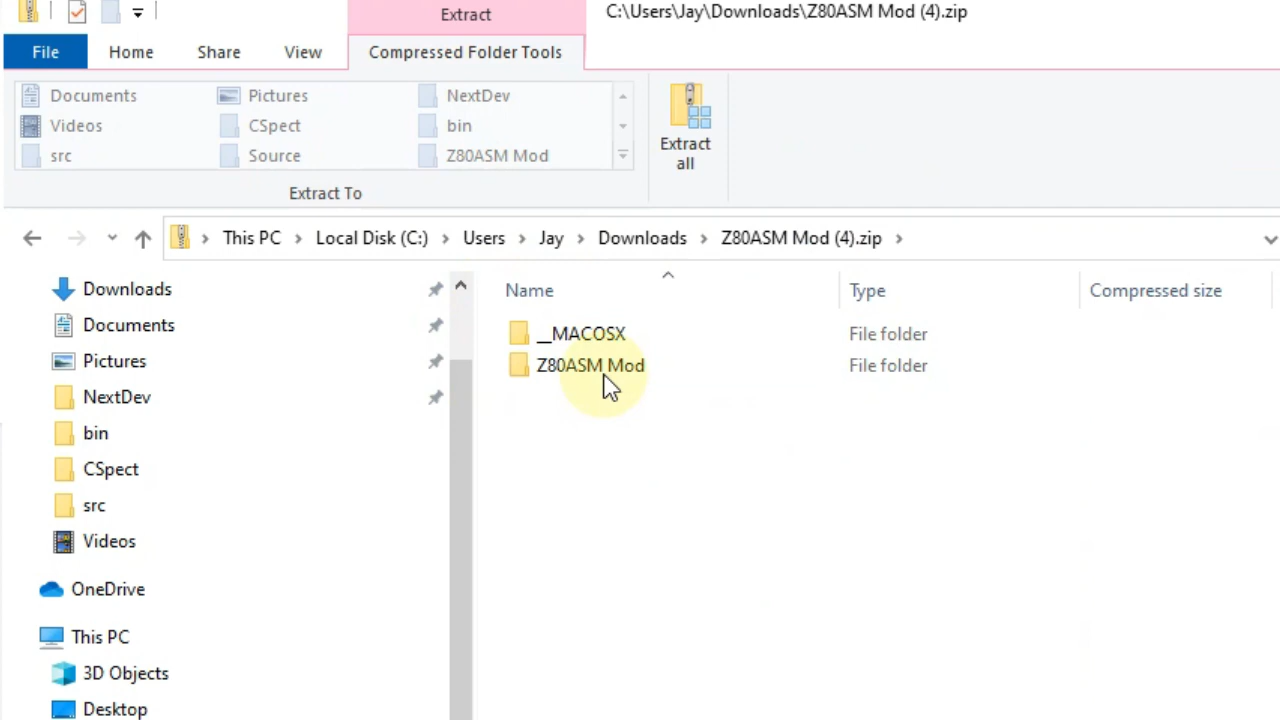 Extract
C:\Users\Jay\Downloads\Z80ASM Mod (4).zip
File Home Share View Compressed Folder Tools
Documents Pictures NextDev
Videos CSpect bin
src Source Z80ASM Mod
Extract all
Extract To
This PC Local Disk (C:) Users Jay Downloads Z80ASM Mod (4).zip
Name Type Compressed size
__MACOSX File folder
Z80ASM Mod File folder
Downloads
Documents
Pictures
NextDev
bin
CSpect
src
Videos
OneDrive
This PC
3D Objects
Desktop